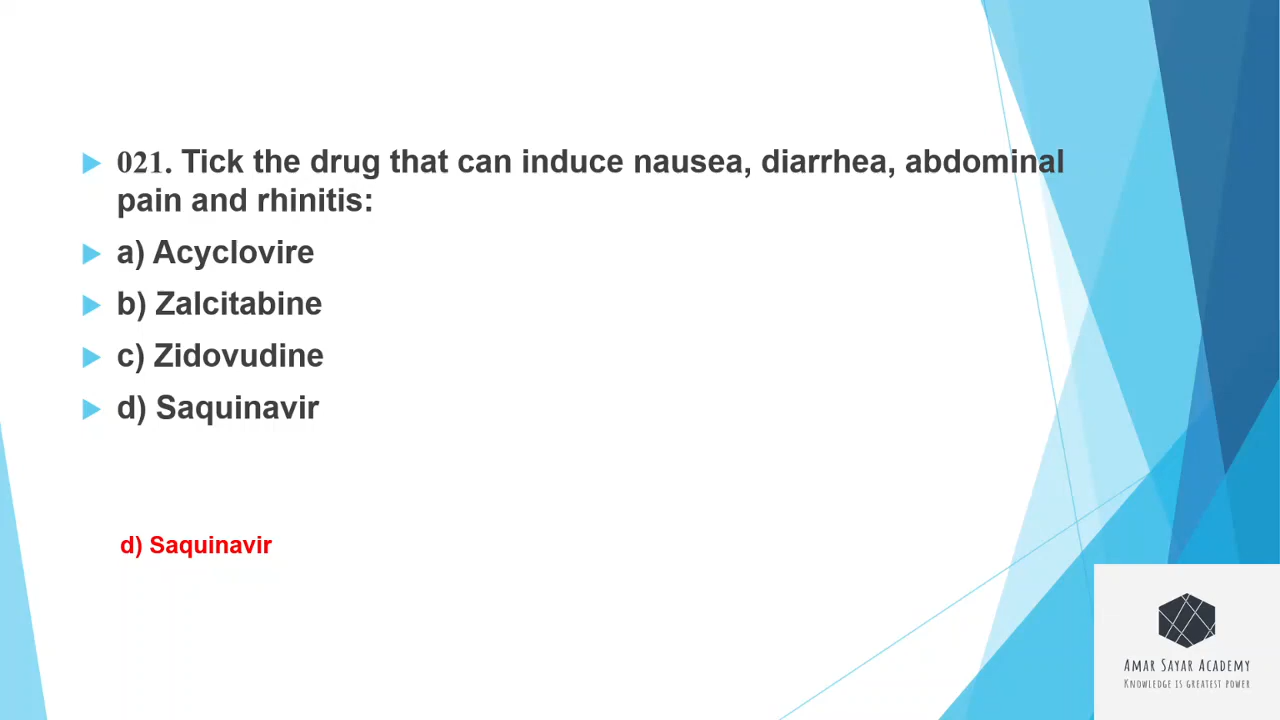 021. Tick the drug that can induce nausea, diarrhea, abdominal
pain and rhinitis:
a) Acyclovire
b) Zalcitabine
c) Zidovudine
d) Saquinavir
d) Saquinavir
Amar Sayar Academy
Knowledge is greatest power